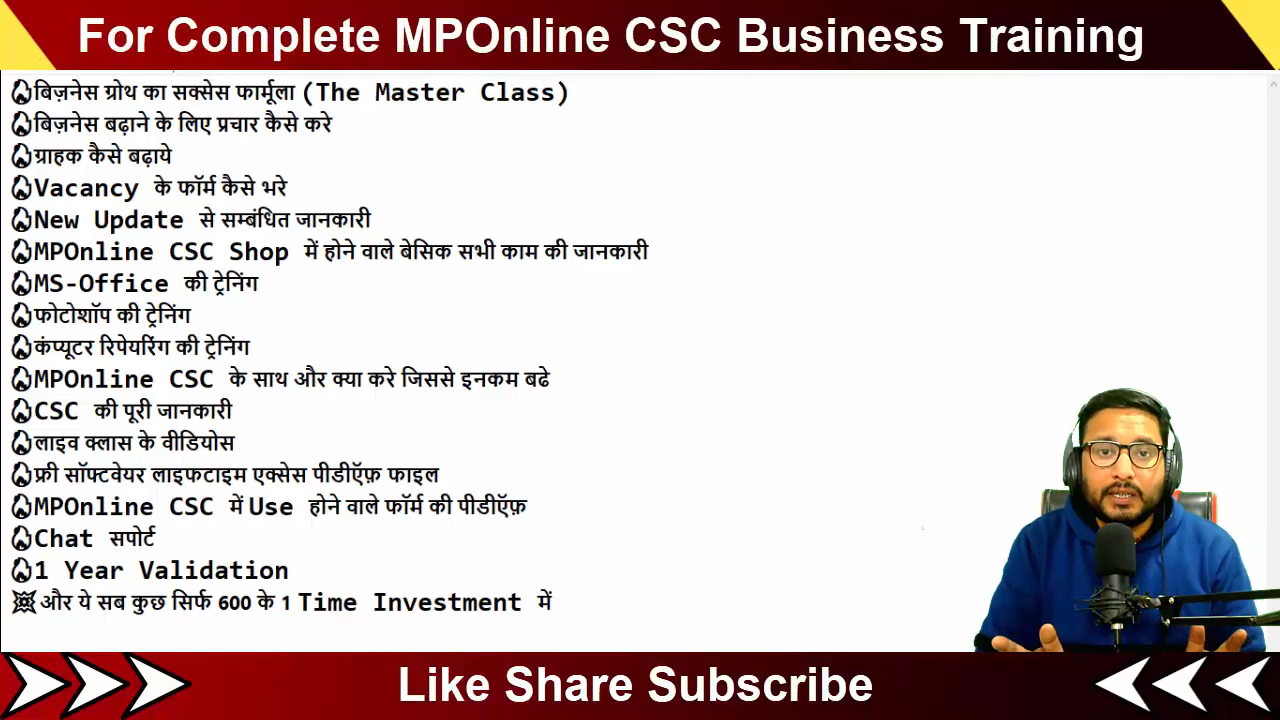 For Complete MPOnline CSC Business Training
🔥बिज़नेस ग्रोथ का सक्सेस फार्मूला (The Master Class)
🔥बिज़नेस बढ़ाने के लिए प्रचार कैसे करे
🔥ग्राहक कैसे बढ़ाये
🔥Vacancy के फॉर्म कैसे भरे
🔥New Update से सम्बंधित जानकारी
🔥MPOnline CSC Shop में होने वाले बेसिक सभी काम की जानकारी
🔥MS-Office की ट्रेनिंग
🔥फोटोशॉप की ट्रेनिंग
🔥कंप्यूटर रिपेयरिंग की ट्रेनिंग
🔥MPOnline CSC के साथ और क्या करे जिससे इनकम बढे
🔥CSC की पूरी जानकारी
🔥लाइव क्लास के वीडियोस
🔥फ्री सॉफ्टवेयर लाइफटाइम एक्सेस पीडीऍफ़ फाइल
🔥MPOnline CSC में Use होने वाले फॉर्म की पीडीऍफ़
🔥Chat सपोर्ट
🔥1 Year Validation
💥और ये सब कुछ सिर्फ 600 के 1 Time Investment में
Like Share Subscribe